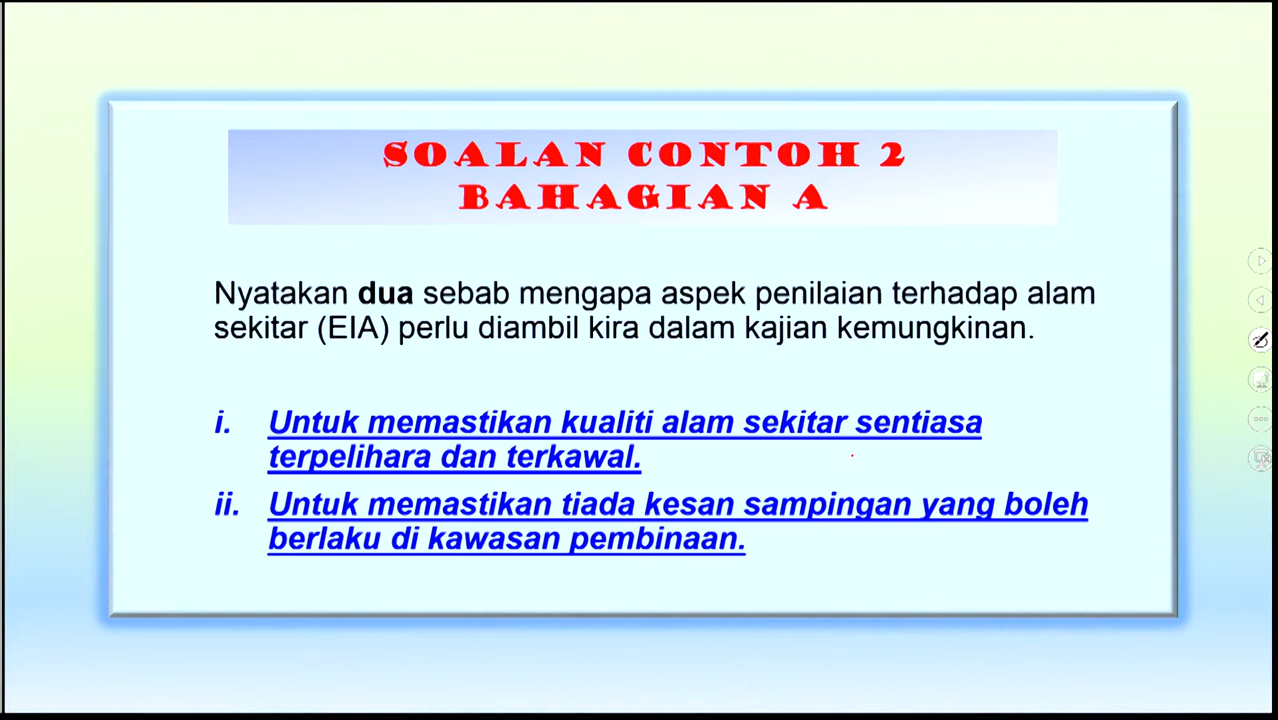 SOALAN CONTOH 2
BAHAGIAN A
Nyatakan dua sebab mengapa aspek penilaian terhadap alam
sekitar (EIA) perlu diambil kira dalam kajian kemungkinan.
i. Untuk memastikan kualiti alam sekitar sentiasa
terpelihara dan terkawal.
ii. Untuk memastikan tiada kesan sampingan yang boleh
berlaku di kawasan pembinaan.